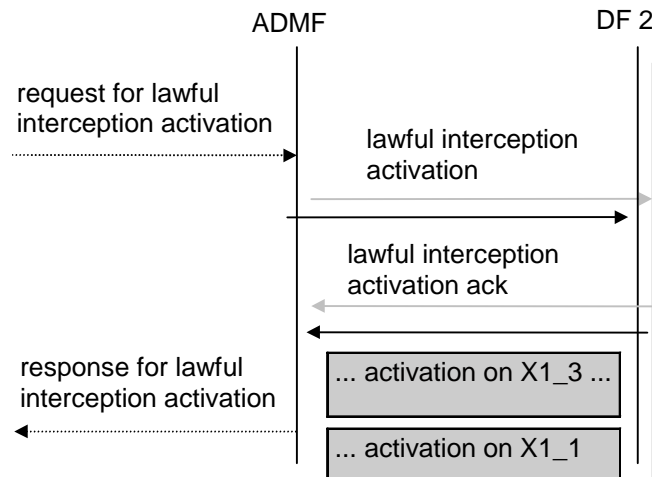 ADMF
DF 2
request for lawful
interception activation
lawful interception
activation
lawful interception
activation ack
response for lawful
interception activation
... activation on X1_3 ...
... activation on X1_1